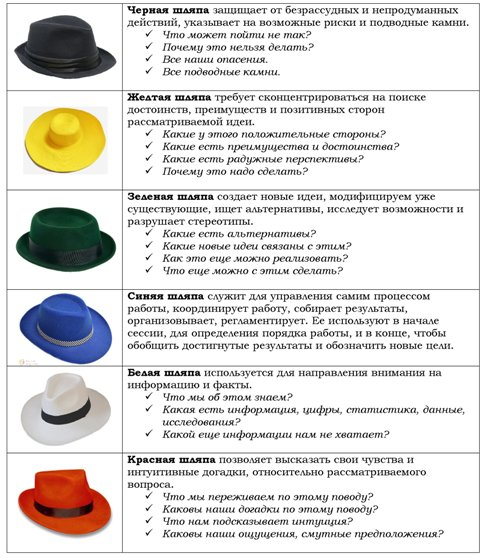 Черная шляпа защищает от безрассудных и непродуманных
действий, указывает на возможные риски и подводные камни.
✓ Что может пойти не так?
✓ Почему это нельзя делать?
✓ Все наши опасения.
✓ Все подводные камни.
Желтая шляпа требует сконцентрироваться на поиске
достоинств, преимуществ и позитивных сторон
рассматриваемой идеи.
✓ Какие у этого положительные стороны?
✓ Какие есть преимущества и достоинства?
✓ Какие есть радужные перспективы?
✓ Почему это надо сделать?
Зеленая шляпа создает новые идеи, модифицируем уже
существующие, ищет альтернативы, исследует возможности и
разрушает стереотипы.
✓ Какие есть альтернативы?
✓ Какие новые идеи связаны с этим?
✓ Как это еще можно реализовать?
✓ Что еще можно с этим сделать?
Синяя шляпа служит для управления самим процессом
работы, координирует работу, собирает результаты,
организовывает, регламентирует. Ее используют в начале
сессии, для определения порядка работы, и в конце, чтобы
обобщить достигнутые результаты и обозначить новые цели.
Белая шляпа используется для направления внимания на
информацию и факты.
✓ Что мы об этом знаем?
✓ Какая есть информация, цифры, статистика, данные,
исследования?
✓ Какой еще информации нам не хватает?
Красная шляпа позволяет высказать свои чувства и
интуитивные догадки, относительно рассматриваемого
вопроса.
✓ Что мы переживаем по этому поводу?
✓ Каковы наши догадки по этому поводу?
✓ Что нам подсказывает интуиция?
✓ Каковы наши ощущения, смутные предположения?